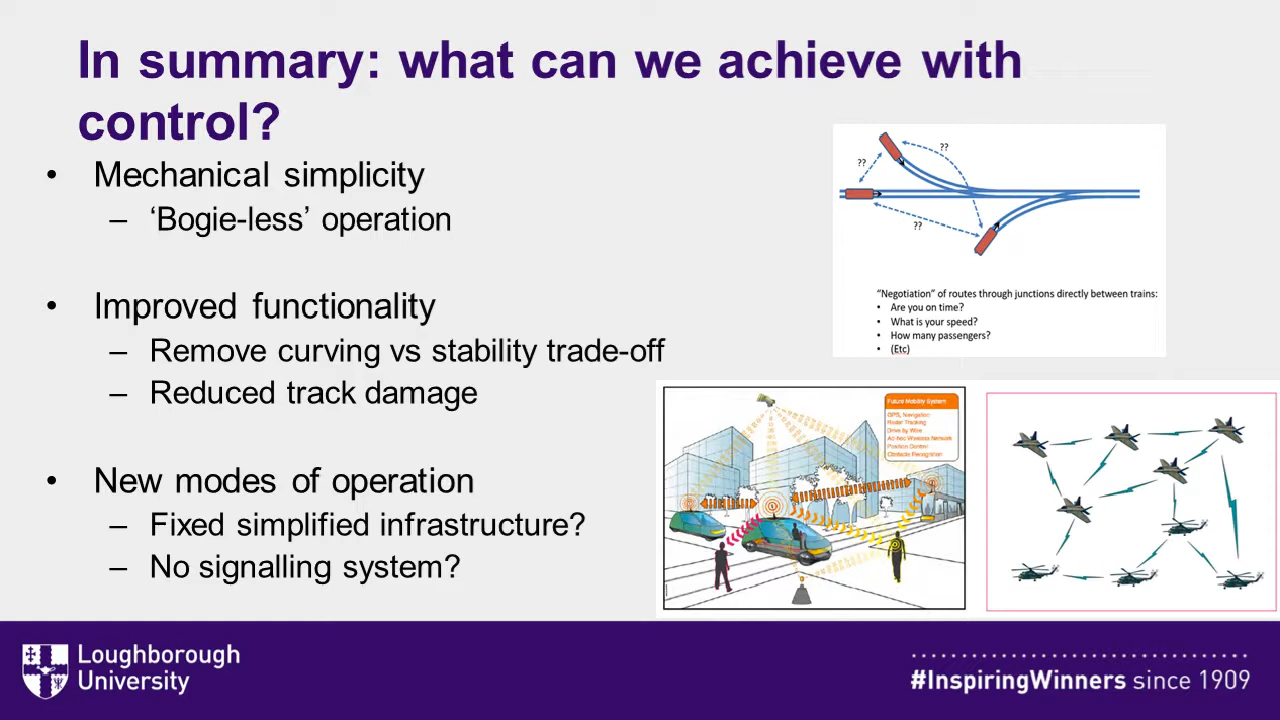 In summary: what can we achieve with
control?
• Mechanical simplicity
– ‘Bogie-less’ operation
• Improved functionality
– Remove curving vs stability trade-off
– Reduced track damage
• New modes of operation
– Fixed simplified infrastructure?
– No signalling system?
??
??
??
“Negotiation” of routes through junctions directly between trains:
• Are you on time?
• What is your speed?
• How many passengers?
• (Etc)
Future Mobility System
GPS, Navigation
Radar Tracking
Drive by Wire
Ad-hoc Wireless Network
Position Control
Obstacle Recognition
Loughborough
University
#InspiringWinners since 1909